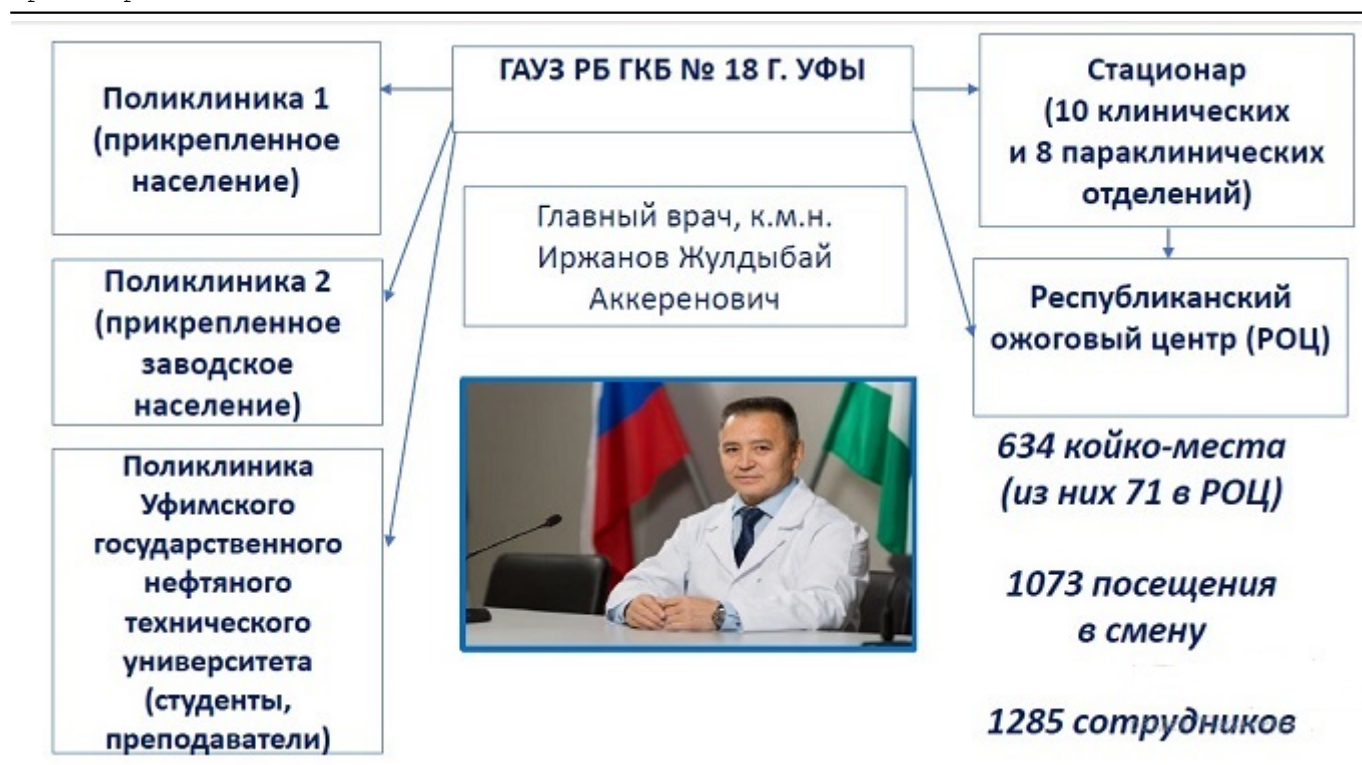 ГАУЗ РБ ГКБ № 18 Г. УФЫ
Поликлиника 1
(прикрепленное
население)
Поликлиника 2
(прикрепленное
заводское
население)
Поликлиника
Уфимского
государственного
нефтяного
технического
университета
(студенты,
преподаватели)
Главный врач, к.м.н.
Иржанов Жулдыбай
Аккеренович
Стационар
(10 клинических
и 8 параклинических
отделений)
Республиканский
ожоговый центр (РОЦ)
634 койко-места
(из них 71 в РОЦ)
1073 посещения
в смену
1285 сотрудников